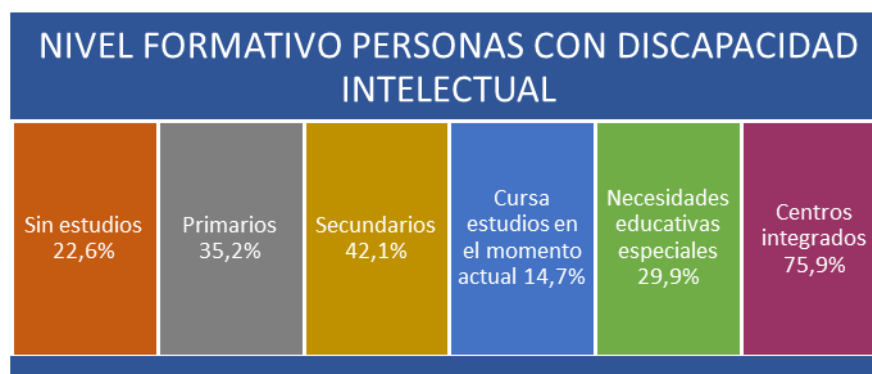 NIVEL FORMATIVO PERSONAS CON DISCAPACIDAD
INTELECTUAL
Sin estudios
22,6%
Primarios
35,2%
Secundarios
42,1%
Cursa
estudios en
el momento
actual 14,7%
Necesidades
educativas
especiales
29,9%
Centros
integrados
75,9%